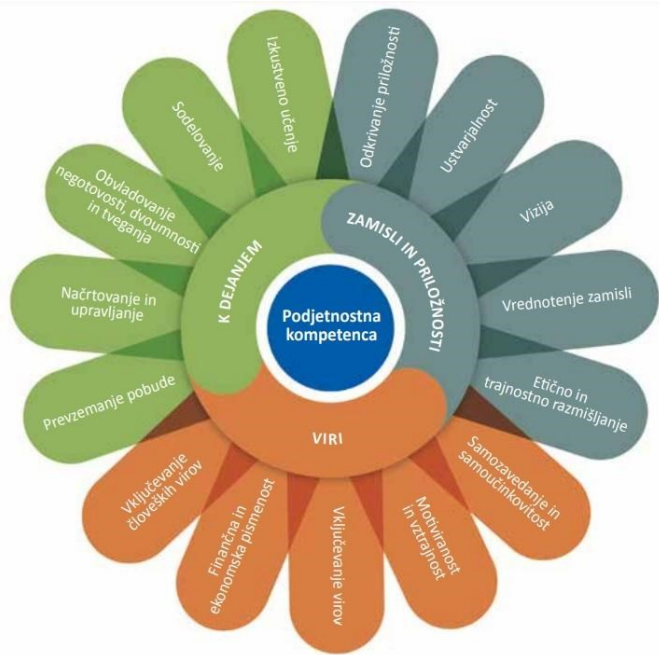 Podjetnostna
kompetenca
ZAMISLI IN PRILOŽNOSTI
Odkrivanje priložnosti
Ustvarjalnost
Vizija
Vrednotenje zamisli
Etično in
trajnostno razmišljanje
VIRI
Samozavedanje in
samoučinkovitost
Motiviranost
in vztrajnost
Vključevanje virov
Finančna in
ekonomska pismenost
Vključevanje
človeških virov
K DEJANJEM
Prevzemanje pobude
Načrtovanje in
upravljanje
Obvladovanje
negotovosti, dvoumnosti
in tveganja
Sodelovanje
Izkustveno učenje